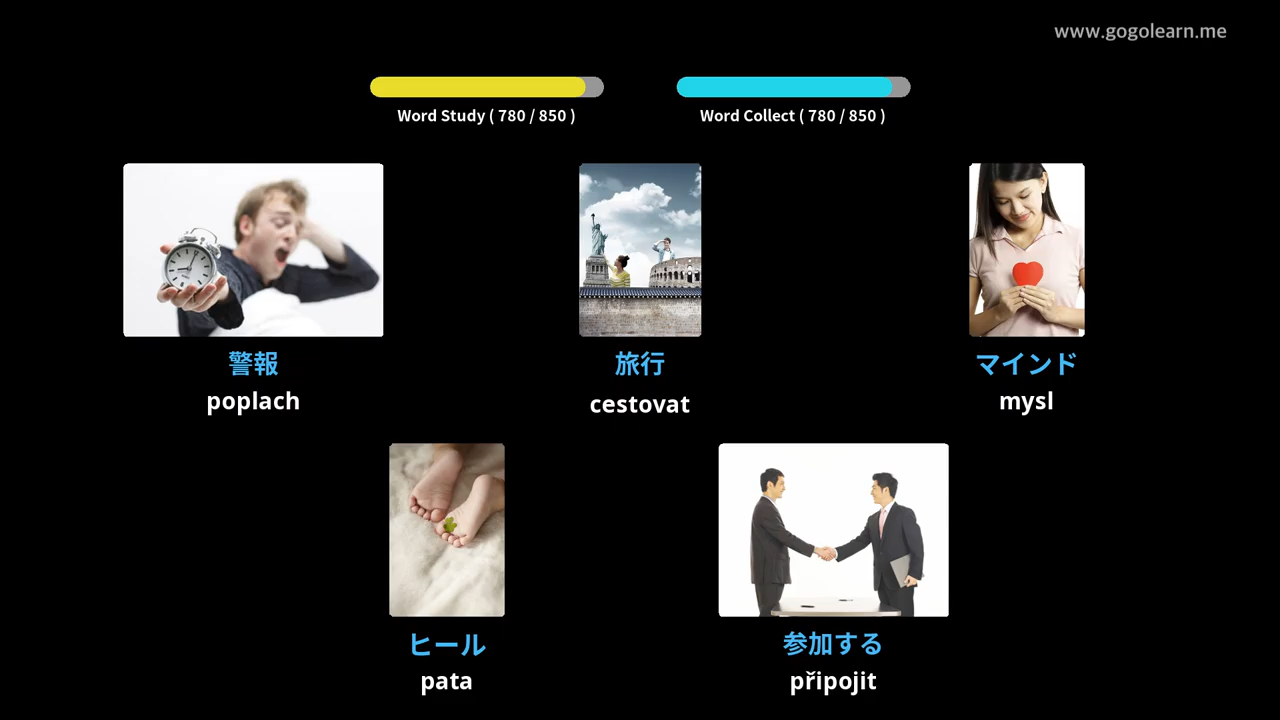 www.gogolearn.me
Word Study ( 780 / 850 )
Word Collect ( 780 / 850 )
警報
poplach
旅行
cestovat
マインド
mysl
ヒール
pata
参加する
připojit